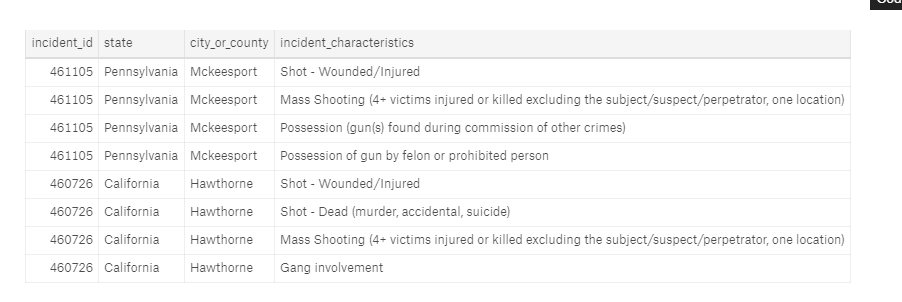 incident_id state city_or_county incident_characteristics
461105 Pennsylvania Mckeesport Shot - Wounded/Injured
461105 Pennsylvania Mckeesport Mass Shooting (4+ victims injured or killed excluding the subject/suspect/perpetrator, one location)
461105 Pennsylvania Mckeesport Possession (gun(s) found during commission of other crimes)
461105 Pennsylvania Mckeesport Possession of gun by felon or prohibited person
460726 California Hawthorne Shot - Wounded/Injured
460726 California Hawthorne Shot - Dead (murder, accidental, suicide)
460726 California Hawthorne Mass Shooting (4+ victims injured or killed excluding the subject/suspect/perpetrator, one location)
460726 California Hawthorne Gang involvement